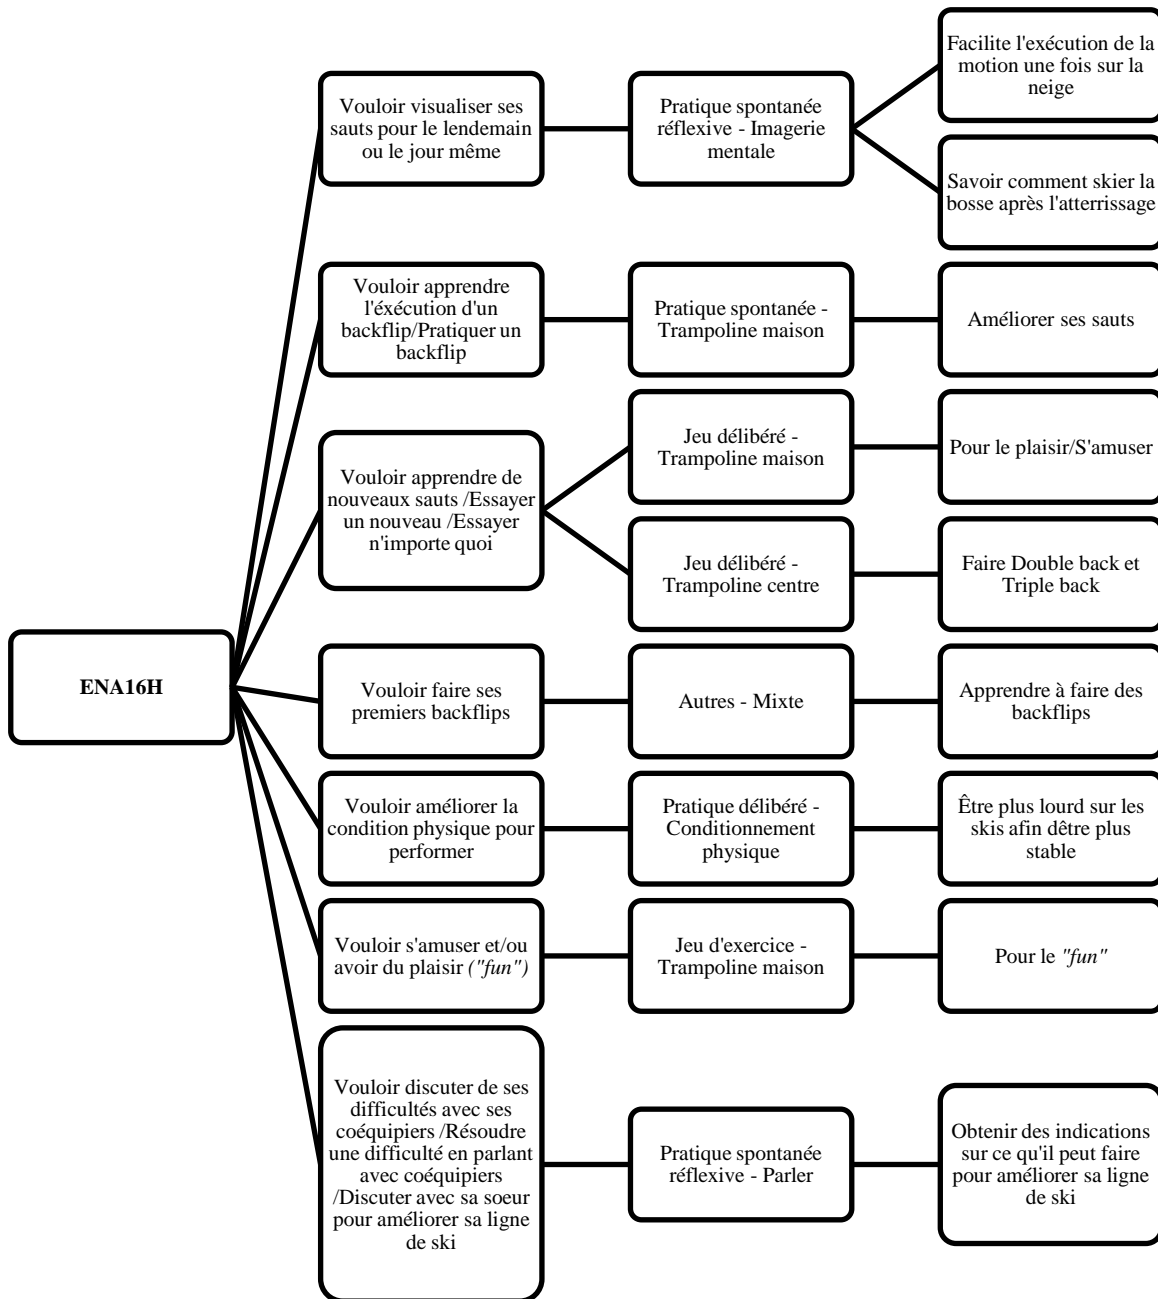 Facilite l'exécution de la
motion une fois sur la
neige
Vouloir visualiser ses
sauts pour le lendemain
ou le jour même
Pratique spontanée
réflexive - Imagerie
mentale
Savoir comment skier la
bosse après l'atterrissage
Vouloir apprendre
l'éxécution d'un
backflip/Pratiquer un
backflip
Pratique spontanée -
Trampoline maison
Améliorer ses sauts
Vouloir apprendre de
nouveaux sauts /Essayer
un nouveau /Essayer
n'importe quoi
Jeu délibéré -
Trampoline maison
Pour le plaisir/S'amuser
Jeu délibéré -
Trampoline centre
Faire Double back et
Triple back
ENA16H
Vouloir faire ses
premiers backflips
Autres - Mixte
Apprendre à faire des
backflips
Vouloir améliorer la
condition physique pour
performer
Pratique délibéré -
Conditionnement
physique
Être plus lourd sur les
skis afin dêtre plus
stable
Vouloir s'amuser et/ou
avoir du plaisir ("fun")
Jeu d'exercice -
Trampoline maison
Pour le "fun"
Vouloir discuter de ses
difficultés avec ses
coéquipiers /Résoudre
une difficulté en parlant
avec coéquipiers
/Discuter avec sa soeur
pour améliorer sa ligne
de ski
Pratique spontanée
réflexive - Parler
Obtenir des indications
sur ce qu'il peut faire
pour améliorer sa ligne
de ski